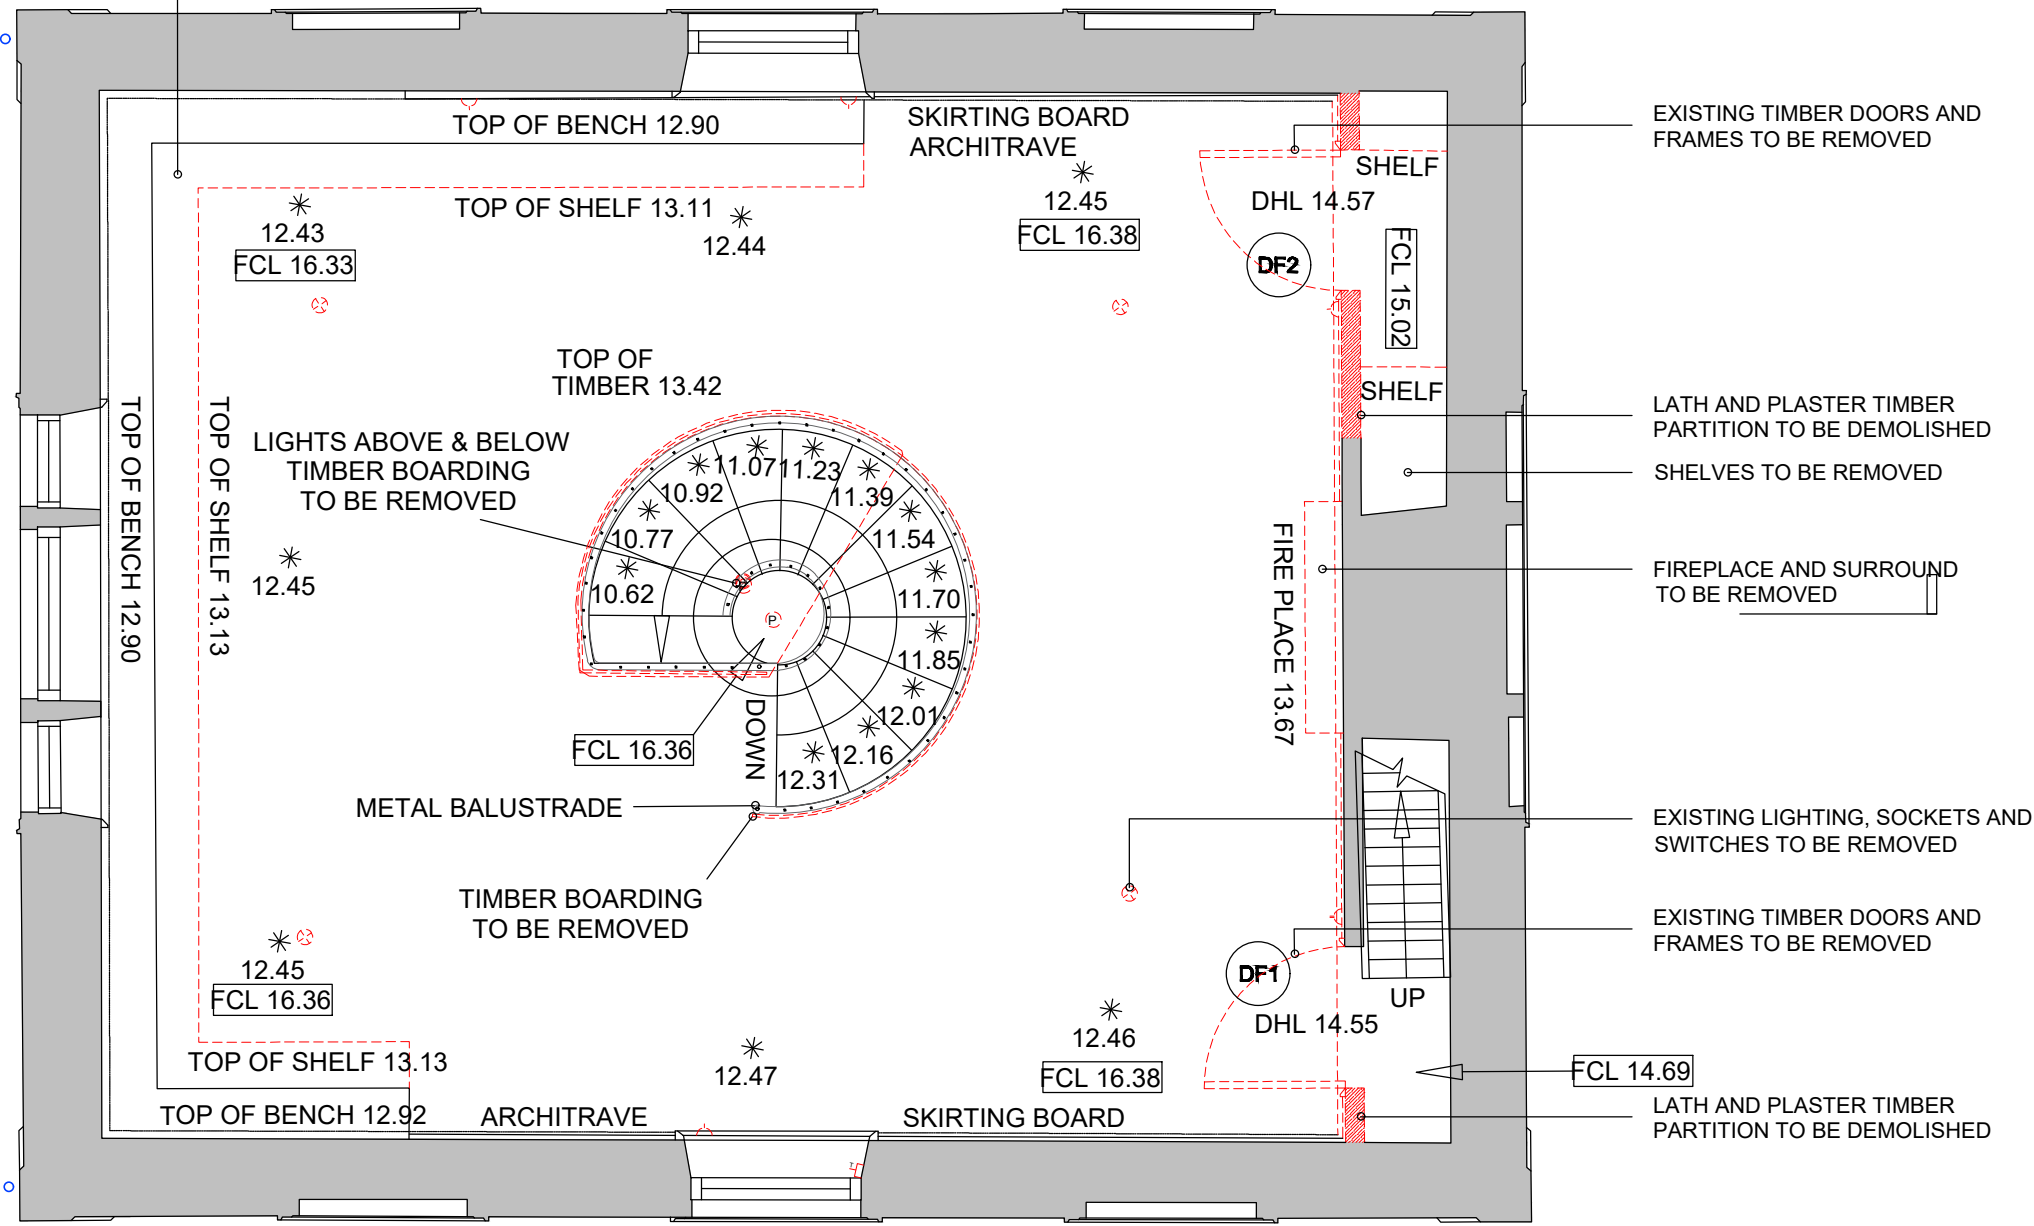 TOP OF BENCH 12.90
SKIRTING BOARD
ARCHITRAVE
EXISTING TIMBER DOORS AND
FRAMES TO BE REMOVED
SHELF
DHL 14.57
TOP OF SHELF 13.11
12.43
FCL 16.33
12.44
12.45
FCL 16.38
DF2
FCL 15.02
SHELF
TOP OF
TIMBER 13.42
LATH AND PLASTER TIMBER
PARTITION TO BE DEMOLISHED
SHELVES TO BE REMOVED
TOP OF BENCH 12.90
TOP OF SHELF 13.13
LIGHTS ABOVE & BELOW
TIMBER BOARDING
TO BE REMOVED
10.62
10.77
10.92
11.07
11.23
11.39
11.54
11.70
11.85
12.01
12.16
12.31
P
12.45
FIRE PLACE 13.67
FIREPLACE AND SURROUND
TO BE REMOVED
DOWN
FCL 16.36
METAL BALUSTRADE
TIMBER BOARDING
TO BE REMOVED
EXISTING LIGHTING, SOCKETS AND
SWITCHES TO BE REMOVED
EXISTING TIMBER DOORS AND
FRAMES TO BE REMOVED
12.45
FCL 16.36
DF1
UP
DHL 14.55
12.46
FCL 16.38
12.47
FCL 14.69
TOP OF SHELF 13.13
TOP OF BENCH 12.92
ARCHITRAVE
SKIRTING BOARD
LATH AND PLASTER TIMBER
PARTITION TO BE DEMOLISHED